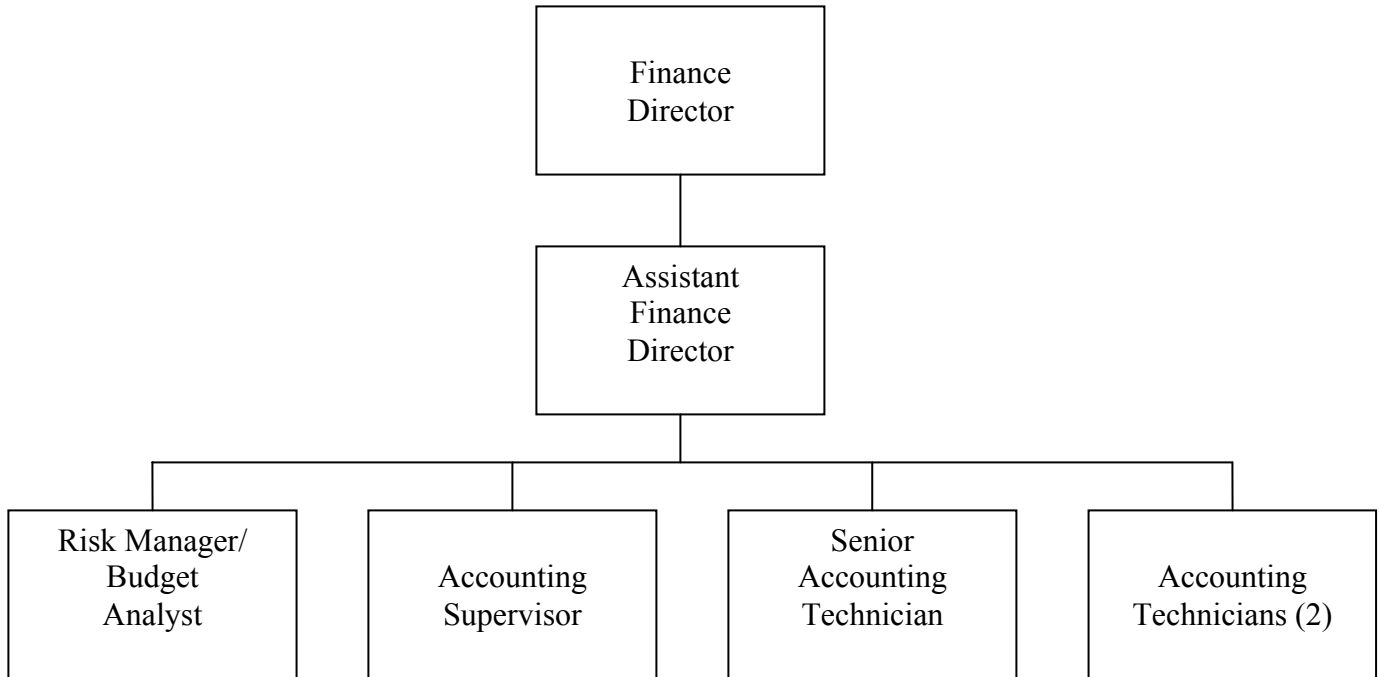 Finance
Director
Assistant
Finance
Director
Risk Manager/
Budget
Analyst
Accounting
Supervisor
Senior
Accounting
Technician
Accounting
Technicians (2)